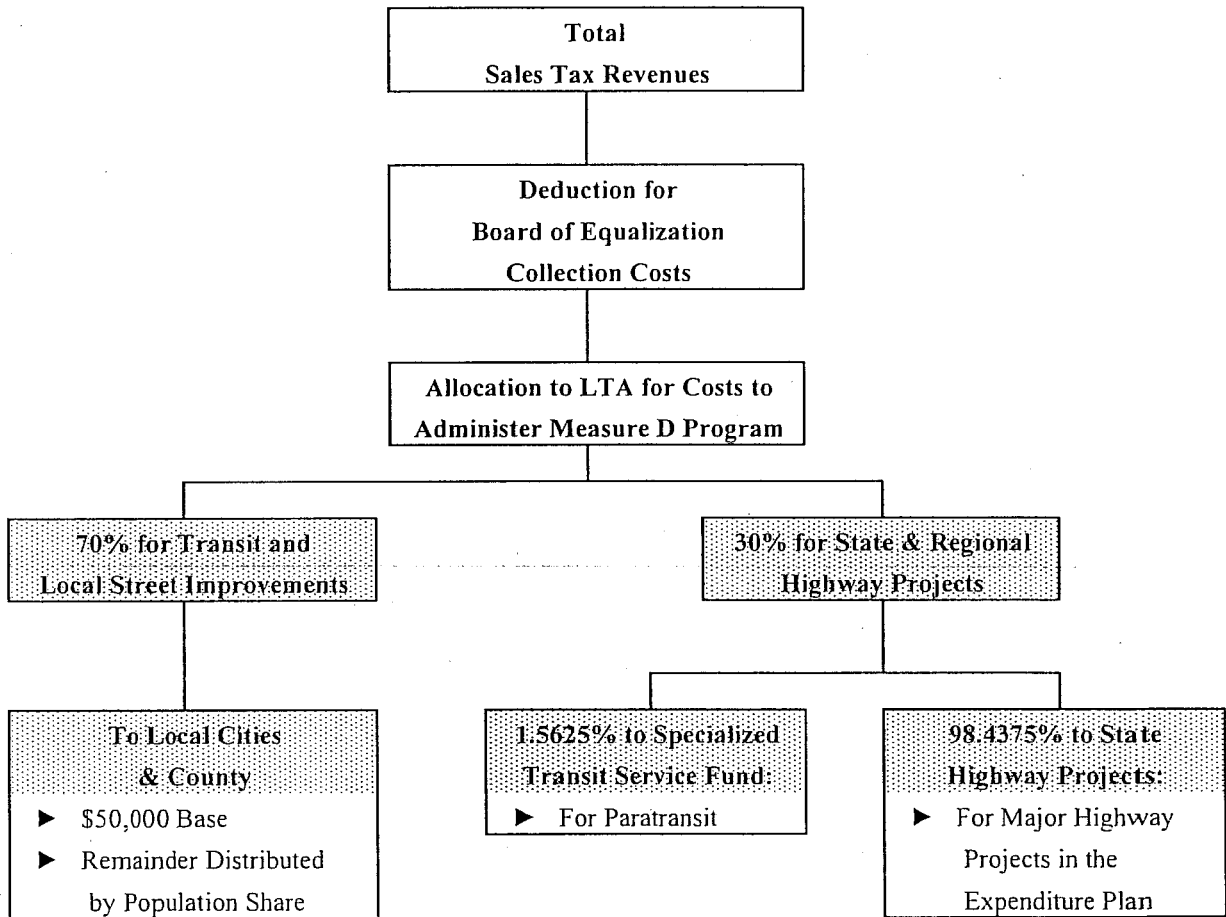 Total
Sales Tax Revenues
Deduction for
Board of Equalization
Collection Costs
Allocation to LTA for Costs to
Administer Measure D Program
70% for Transit and
Local Street Improvements
30% for State & Regional
Highway Projects
To Local Cities
& County
► $50,000 Base
► Remainder Distributed
by Population Share
1.5625% to Specialized
Transit Service Fund:
► For Paratransit
98.4375% to State
Highway Projects:
► For Major Highway
Projects in the
Expenditure Plan